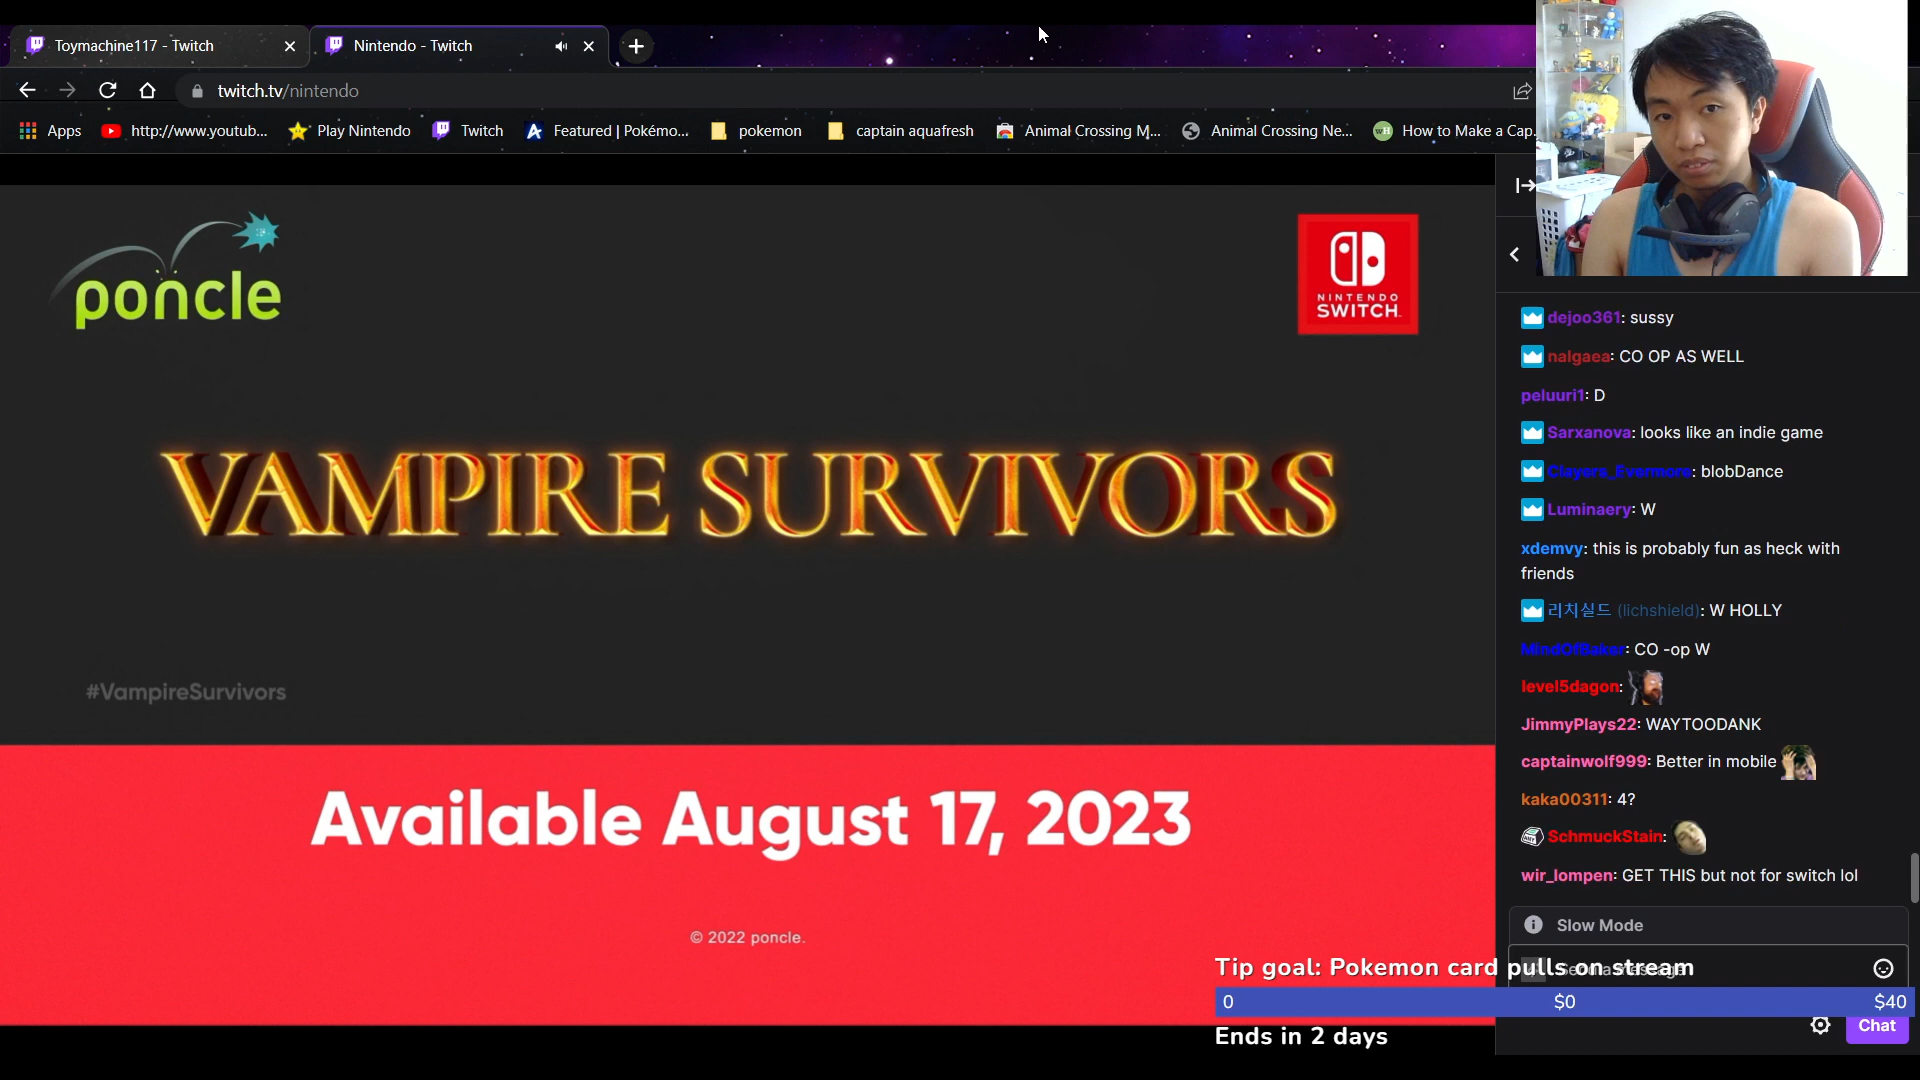 Toymachine117 - Twitch
Nintendo - Twitch
twitch.tv/nintendo
Apps
http://www.youtub...
Play Nintendo
Twitch
Featured | Pokémo...
pokemon
captain aquafresh
Animal Crossing M...
Animal Crossing Ne...
How to Make a Cap...
poncle
NINTENDO
SWITCH
VAMPIRE SURVIVORS
#VampireSurvivors
Available August 17, 2023
© 2022 poncle.
dejoo361: sussy
nalgaea: CO OP AS WELL
peluuri1: D
Sarxanova: looks like an indie game
Clayers_Evermore: blobDance
Luminaery: W
xdemvy: this is probably fun as heck with
friends
리치실드 (lichshield): W HOLLY
MindOfBaker: CO -op W
level5dagon:
JimmyPlays22: WAYTOODANK
captainwolf999: Better in mobile
kaka00311: 4?
SchmuckStain:
wir_lompen: GET THIS but not for switch lol
Slow Mode
Send a message
Tip goal: Pokemon card pulls on stream
0 $0 $40
Ends in 2 days
Chat